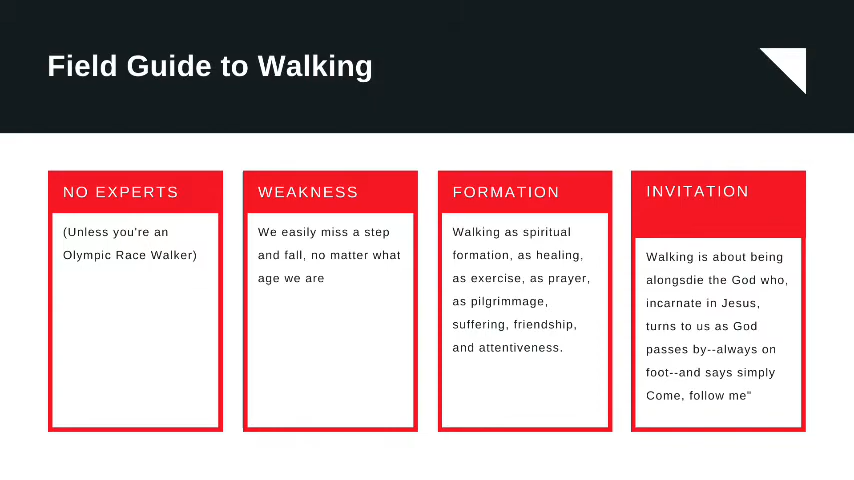 Field Guide to Walking
NO EXPERTS
(Unless you're an
Olympic Race Walker)
WEAKNESS
We easily miss a step
and fall, no matter what
age we are
FORMATION
Walking as spiritual
formation, as healing,
as exercise, as prayer,
as pilgrimmage,
suffering, friendship,
and attentiveness.
INVITATION
Walking is about being
alongsdie the God who,
incarnate in Jesus,
turns to us as God
passes by--always on
foot--and says simply
Come, follow me"